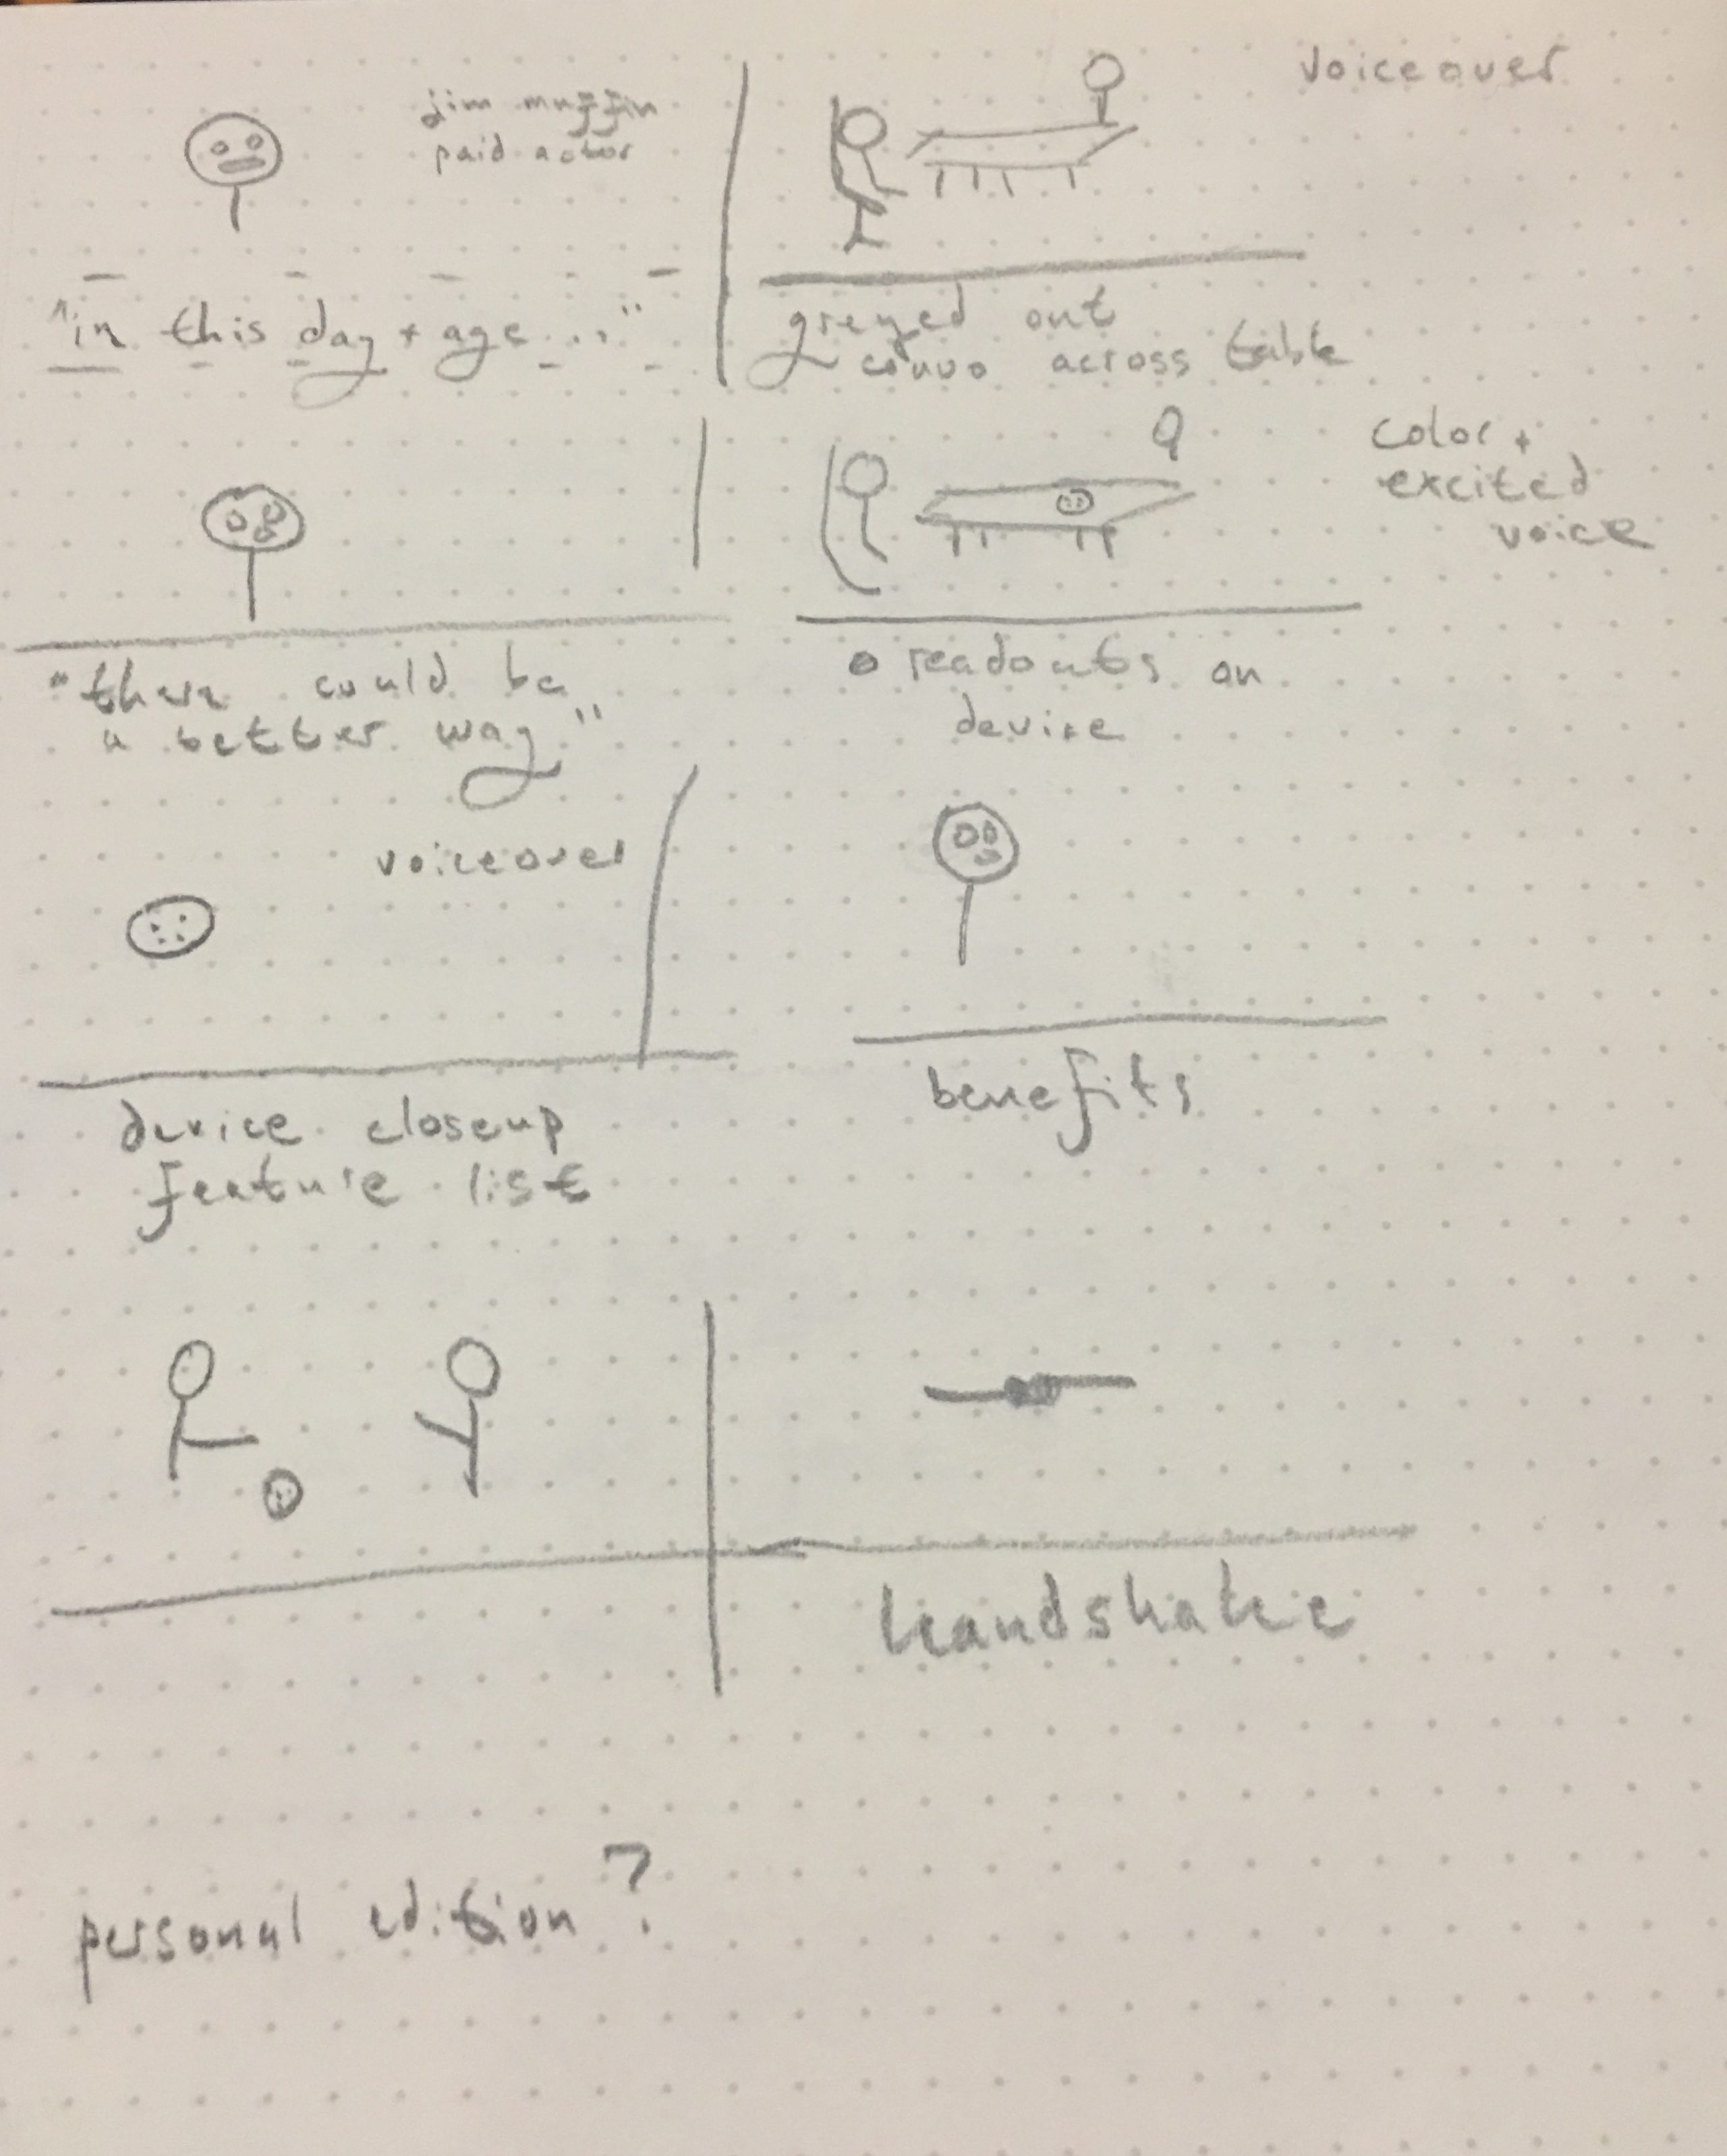 jim muffin
paid actor
"in this day + age..."
voiceover
greyed out
convo across table
"there could be
a better way"
color +
excited
voice
readouts on
device
voiceover
device closeup
feature list
benefits
handshake
personal edition?